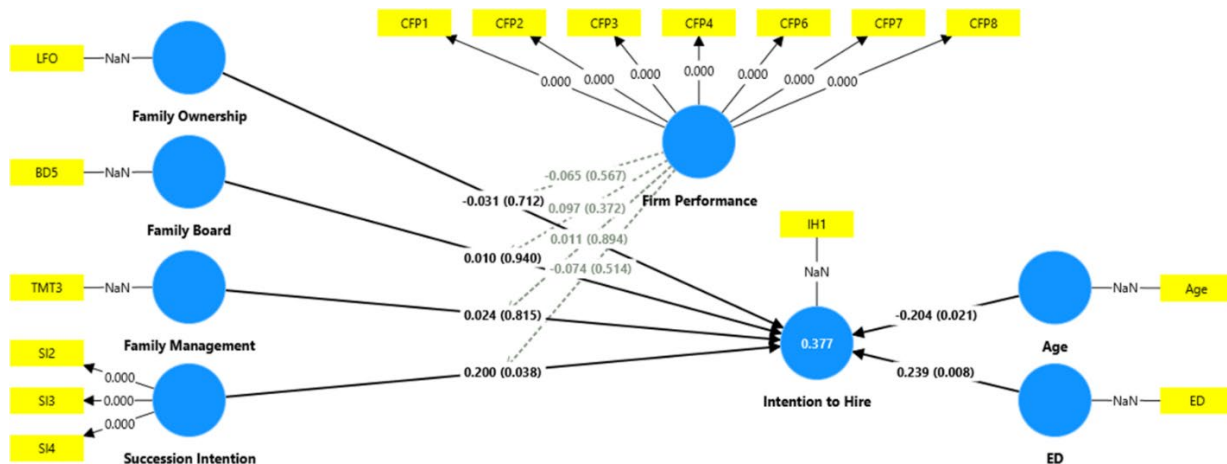 CFP1 CFP2 CFP3 CFP4 CFP6 CFP7 CFP8
0.000 0.000 0.000 0.000 0.000 0.000 0.000
LFO NaN
Family Ownership
BD5 NaN
Family Board
Firm Performance
-0.065 (0.567)
-0.031 (0.712)
0.097 (0.372)
0.011 (0.894)
0.010 (0.940)
-0.074 (0.514)
IH1
NaN
TMT3 NaN
Family Management
0.024 (0.815)
SI2 0.000
SI3 0.000
SI4 0.000
Succession Intention
0.200 (0.038)
0.377
Intention to Hire
-0.204 (0.021)
NaN Age
Age
0.239 (0.008)
NaN ED
ED